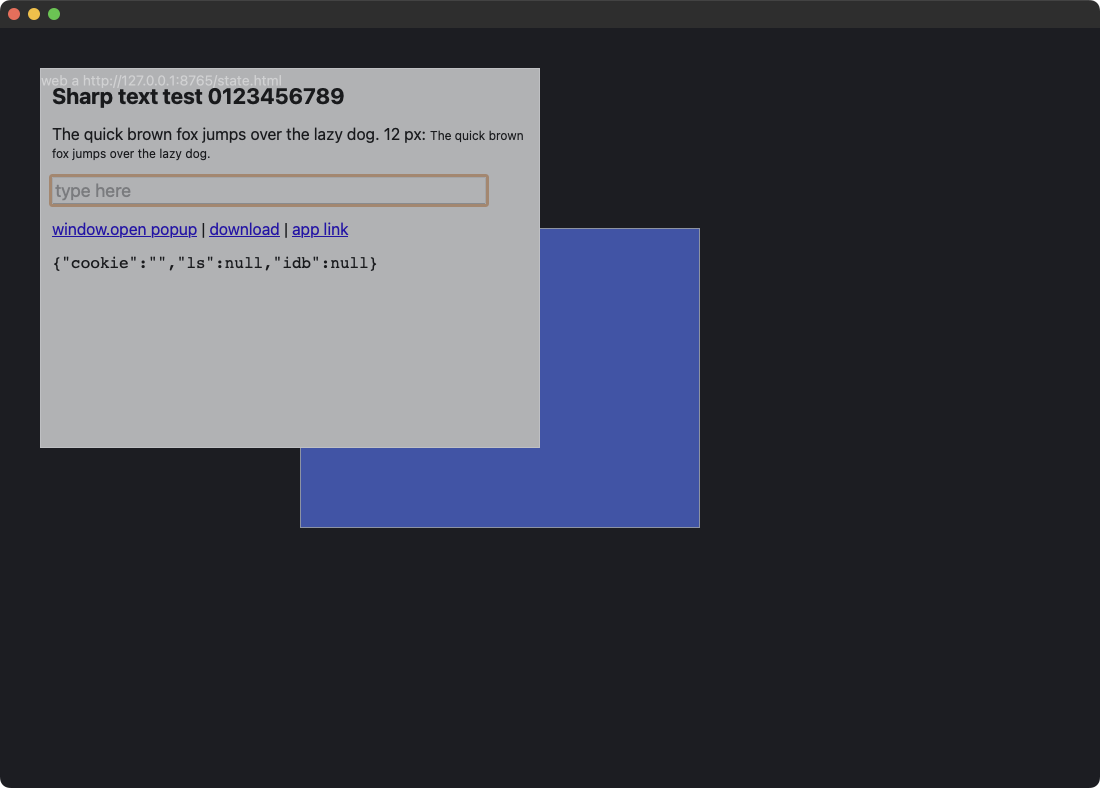 web a http://127.0.0.1:8765/state.html
Sharp text test 0123456789
The quick brown fox jumps over the lazy dog. 12 px: The quick brown
fox jumps over the lazy dog.
type here
window.open popup | download | app link
{"cookie":"","ls":null,"idb":null}